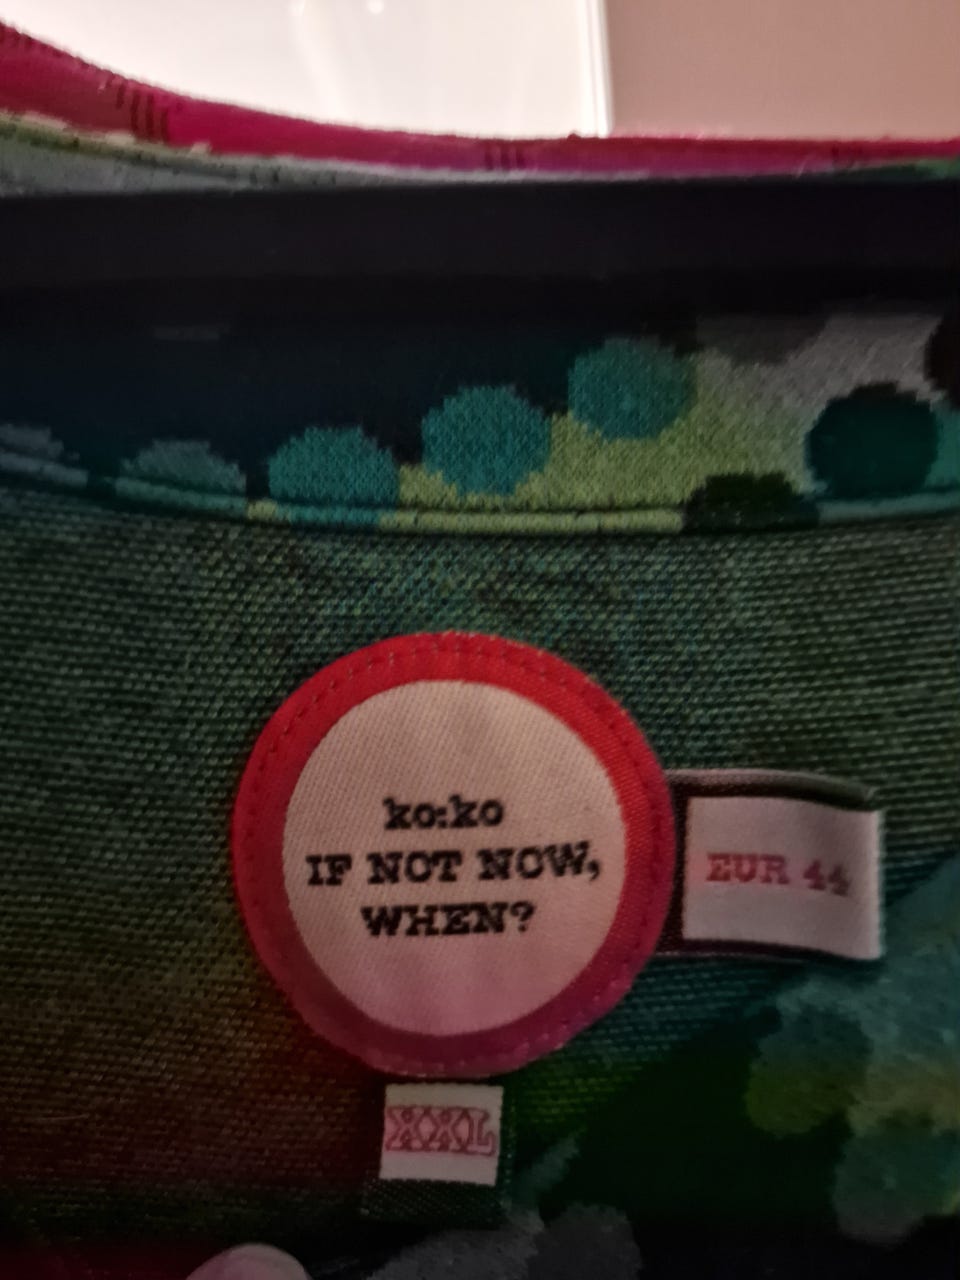 ko:ko
IF NOT NOW,
WHEN?
EUR 44
XXL